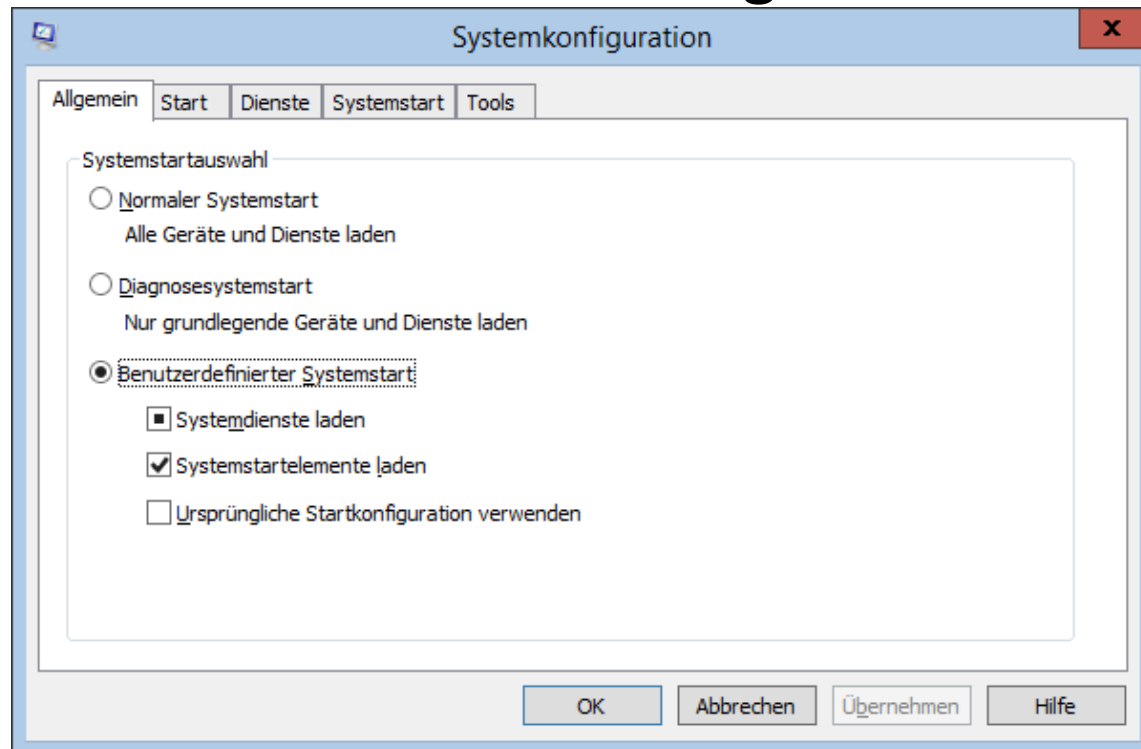 Systemkonfiguration
x
Allgemein Start Dienste Systemstart Tools
Systemstartauswahl
Normaler Systemstart
Alle Geräte und Dienste laden
Diagnosesystemstart
Nur grundlegende Geräte und Dienste laden
Benutzerdefinierter Systemstart
Systemdienste laden
Systemstartelemente laden
Ursprüngliche Startkonfiguration verwenden
OK Abbrechen Übernehmen Hilfe